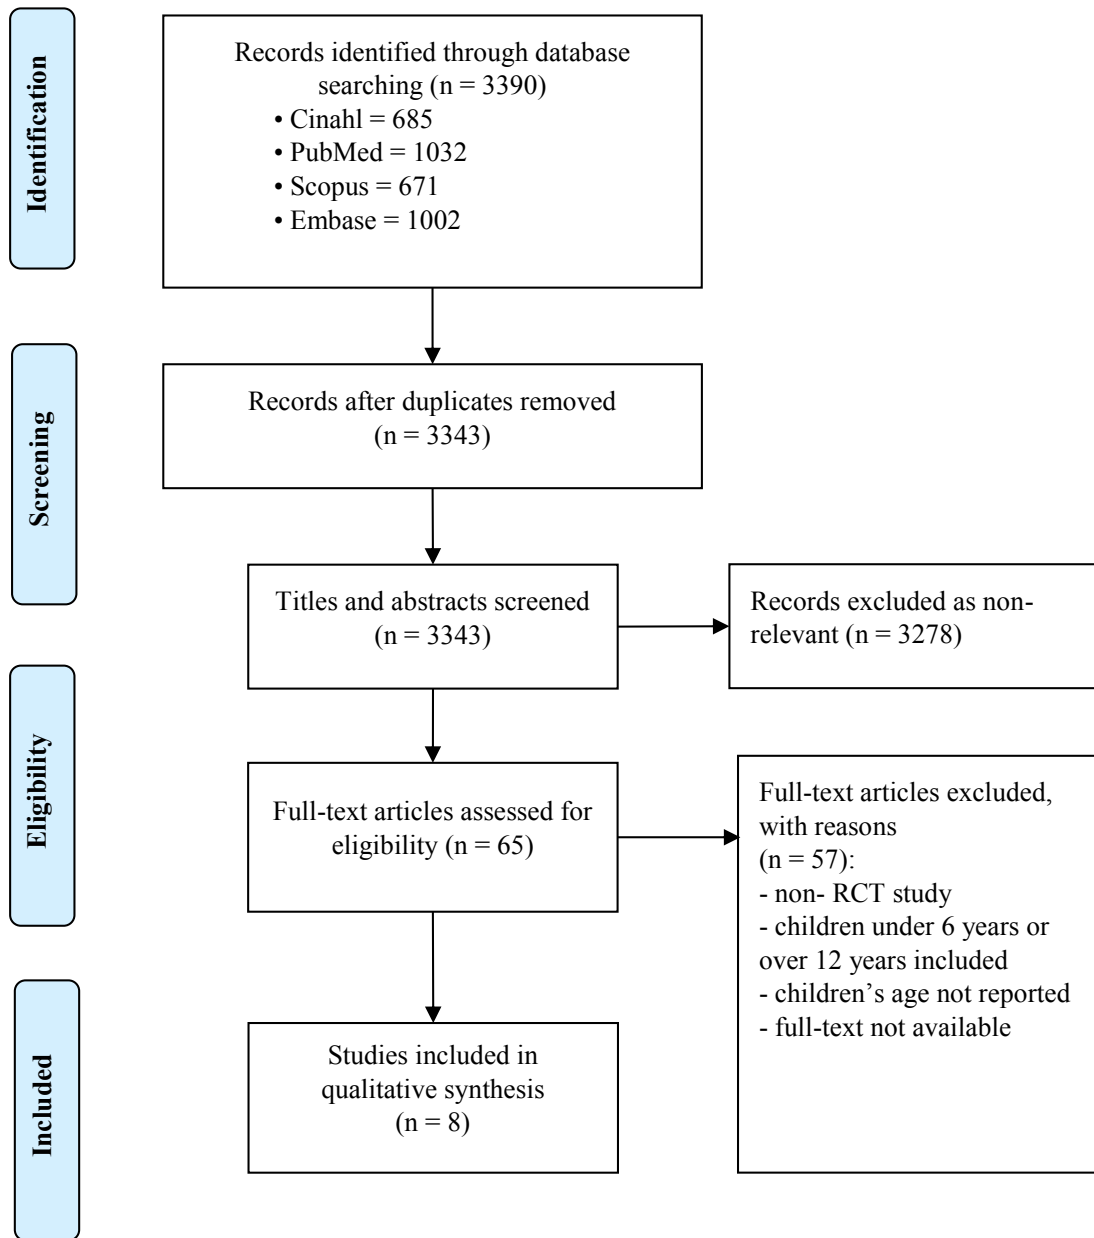 Identification
Records identified through database
searching (n = 3390)
• Cinahl = 685
• PubMed = 1032
• Scopus = 671
• Embase = 1002
Screening
Records after duplicates removed
(n = 3343)
Titles and abstracts screened
(n = 3343)
Records excluded as non-
relevant (n = 3278)
Eligibility
Full-text articles assessed for
eligibility (n = 65)
Full-text articles excluded,
with reasons
(n = 57):
- non- RCT study
- children under 6 years or
over 12 years included
- children’s age not reported
- full-text not available
Included
Studies included in
qualitative synthesis
(n = 8)